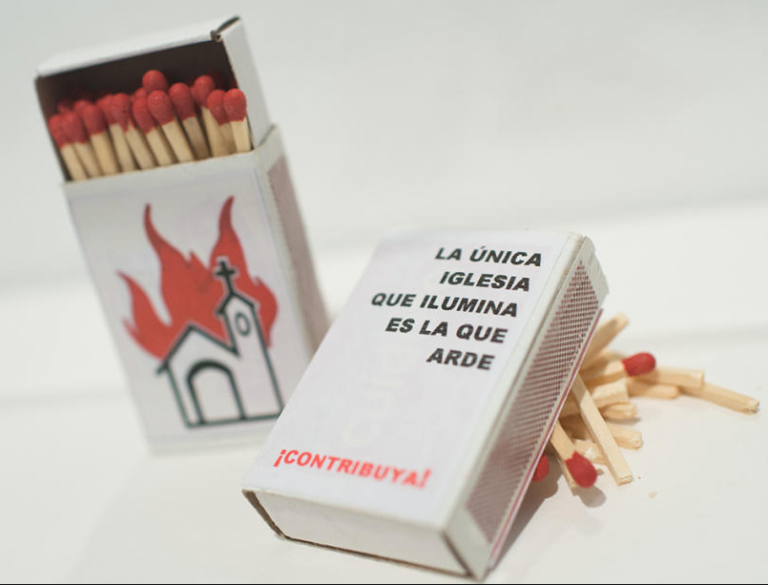 LA ÚNICA
IGLESIA
QUE ILUMINA
ES LA QUE
ARDE
¡CONTRIBUYA!